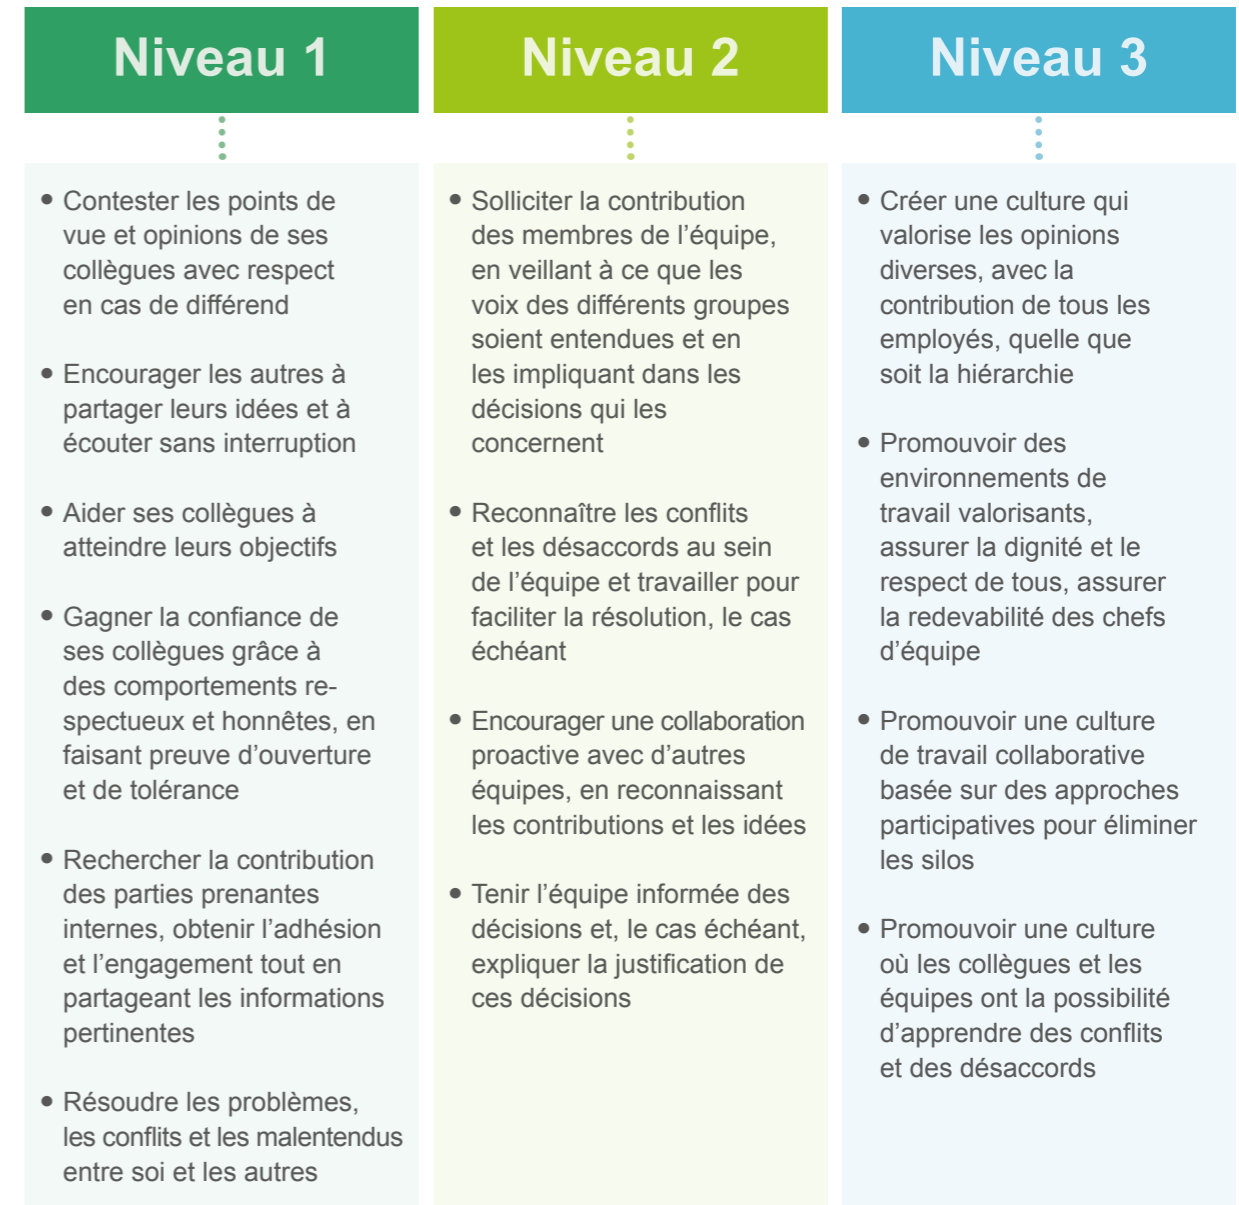 Niveau 1
• Contester les points de
vue et opinions de ses
collègues avec respect
en cas de différend
• Encourager les autres à
partager leurs idées et à
écouter sans interruption
• Aider ses collègues à
atteindre leurs objectifs
• Gagner la confiance de
ses collègues grâce à
des comportements re-
spectueux et honnêtes, en
faisant preuve d’ouverture
et de tolérance
• Rechercher la contribution
des parties prenantes
internes, obtenir l’adhésion
et l’engagement tout en
partageant les informations
pertinentes
• Résoudre les problèmes,
les conflits et les malentendus
entre soi et les autres
Niveau 2
• Solliciter la contribution
des membres de l’équipe,
en veillant à ce que les
voix des différents groupes
soient entendues et en
les impliquant dans les
décisions qui les
concernent
• Reconnaître les conflits
et les désaccords au sein
de l’équipe et travailler pour
faciliter la résolution, le cas
échéant
• Encourager une collaboration
proactive avec d’autres
équipes, en reconnaissant
les contributions et les idées
• Tenir l’équipe informée des
décisions et, le cas échéant,
expliquer la justification de
ces décisions
Niveau 3
• Créer une culture qui
valorise les opinions
diverses, avec la
contribution de tous les
employés, quelle que
soit la hiérarchie
• Promouvoir des
environnements de
travail valorisants,
assurer la dignité et le
respect de tous, assurer
la redevabilité des chefs
d’équipe
• Promouvoir une culture
de travail collaborative
basée sur des approches
participatives pour éliminer
les silos
• Promouvoir une culture
où les collègues et les
équipes ont la possibilité
d’apprendre des conflits
et des désaccords